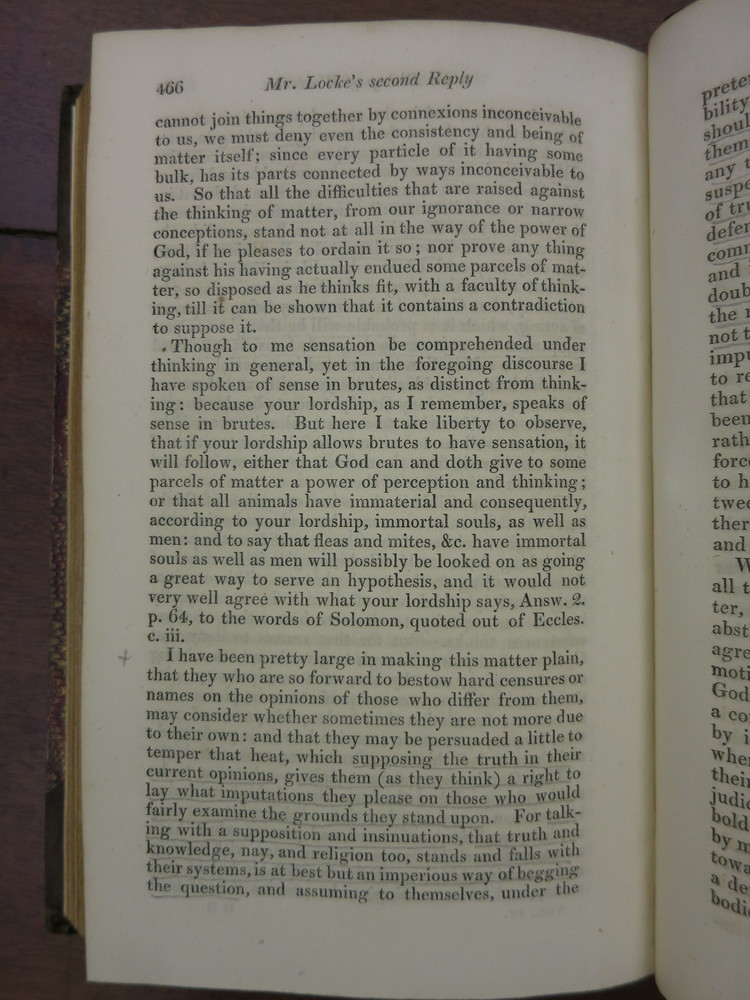 466 Mr. Locke's second Reply
cannot join things together by connexions inconceivable
to us, we must deny even the consistency and being of
matter itself; since every particle of it having some
bulk, has its parts connected by ways inconceivable to
us. So that all the difficulties that are raised against
the thinking of matter, from our ignorance or narrow
conceptions, stand not at all in the way of the power of
God, if he pleases to ordain it so; nor prove any thing
against his having actually endued some parcels of mat-
ter, so disposed as he thinks fit, with a faculty of think-
ing, till it can be shown that it contains a contradiction
to suppose it.
Though to me sensation be comprehended under
thinking in general, yet in the foregoing discourse I
have spoken of sense in brutes, as distinct from think-
ing: because your lordship, as I remember, speaks of
sense in brutes. But here I take liberty to observe,
that if your lordship allows brutes to have sensation, it
will follow, either that God can and doth give to some
parcels of matter a power of perception and thinking;
or that all animals have immaterial and consequently,
according to your lordship, immortal souls, as well as
men: and to say that fleas and mites, &c. have immortal
souls as well as men will possibly be looked on as going
a great way to serve an hypothesis, and it would not
very well agree with what your lordship says, Answ. 2.
p. 64, to the words of Solomon, quoted out of Eccles.
c. iii.
I have been pretty large in making this matter plain,
that they who are so forward to bestow hard censures or
names on the opinions of those who differ from them,
may consider whether sometimes they are not more due
to their own: and that they may be persuaded a little to
temper that heat, which supposing the truth in their
current opinions, gives them (as they think) a right to
lay what imputations they please on those who would
fairly examine the grounds they stand upon. For talk-
ing with a supposition and insinuations, that truth and
knowledge, nay, and religion too, stands and falls with
their systems, is at best but an imperious way of begging
the question, and assuming to themselves, under the